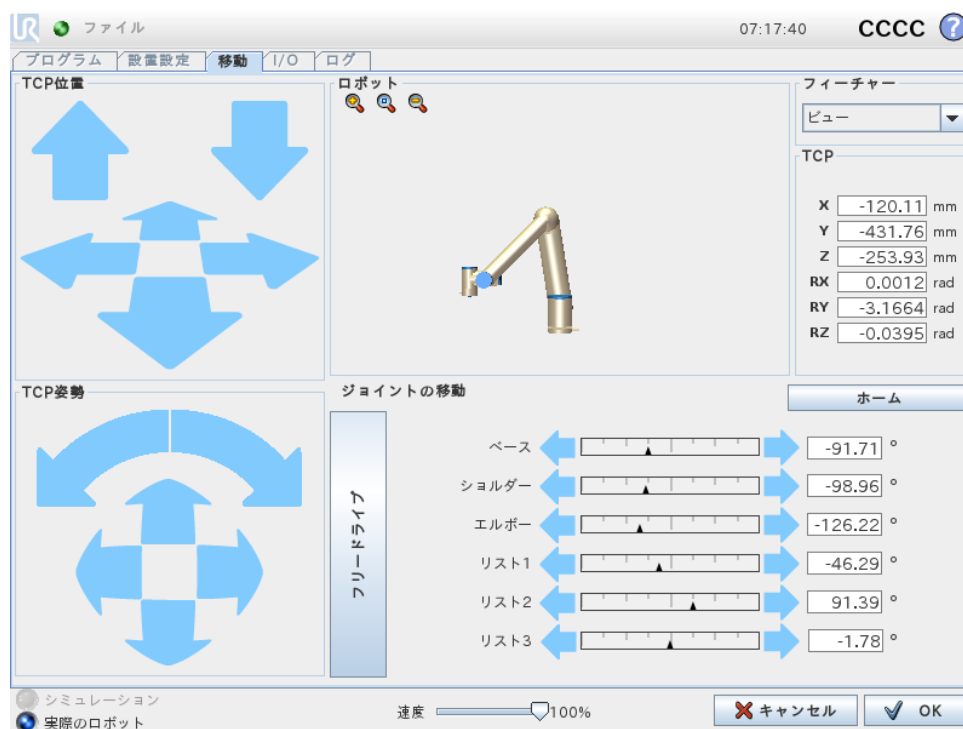 UR ファイル 07:17:40 CCCC ?
プログラム 設置設定 移動 I/O ログ
TCP位置
ロボット
フィーチャー
ビュー
TCP
X -120.11 mm
Y -431.76 mm
Z -253.93 mm
RX 0.0012 rad
RY -3.1664 rad
RZ -0.0395 rad
TCP姿勢
ジョイントの移動
ホーム
フリードライブ
ベース -91.71 °
ショルダー -98.96 °
エルボー -126.22 °
リスト1 -46.29 °
リスト2 91.39 °
リスト3 -1.78 °
シミュレーション
実際のロボット
速度 100%
キャンセル
OK